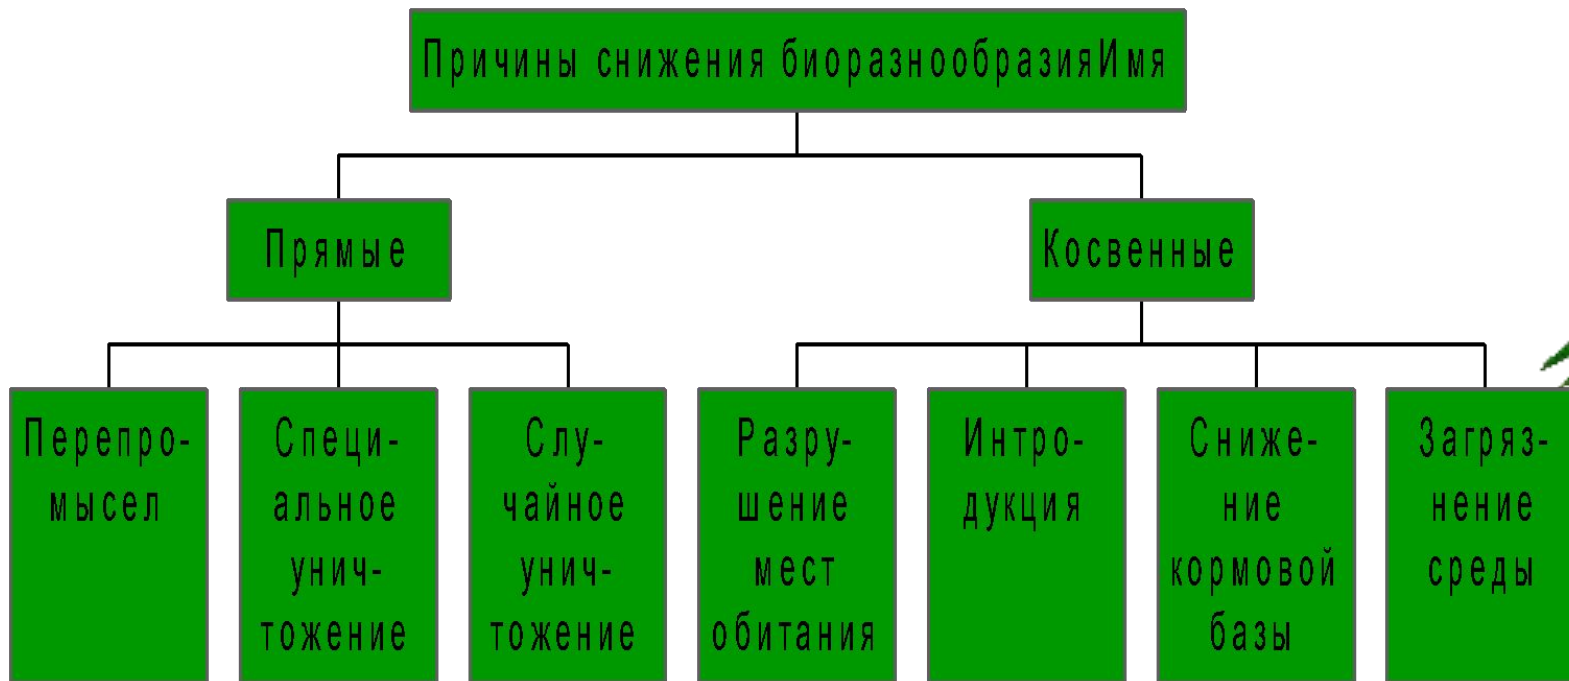 Причины снижения биоразнообразияИмя
Прямые
Косвенные
Перепро-
мысел
Специ-
альное
унич-
тожение
Слу-
чайное
унич-
тожение
Разру-
шение
мест
обитания
Интро-
дукция
Сниже-
ние
кормовой
базы
Загряз-
нение
среды